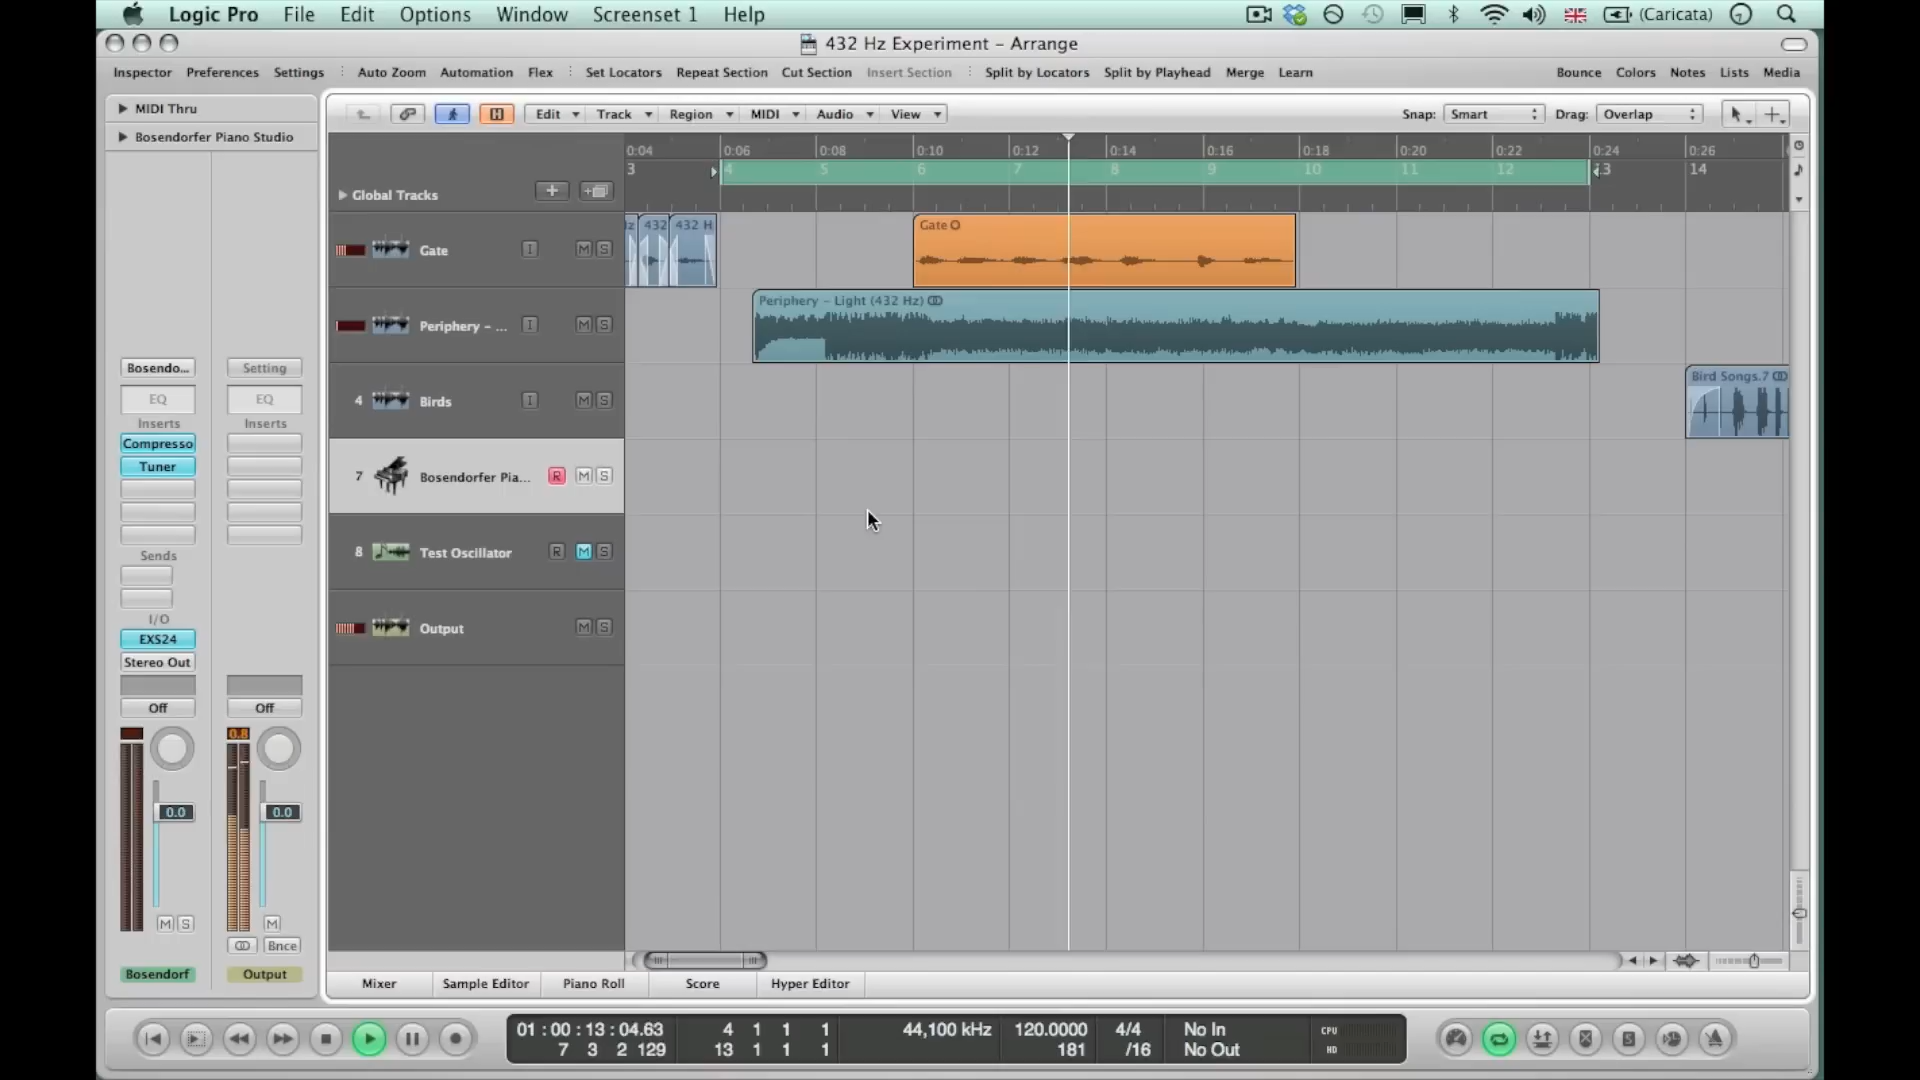 Logic Pro File Edit Options Window Screenset 1 Help (Caricata)
432 Hz Experiment – Arrange
Inspector Preferences Settings Auto Zoom Automation Flex Set Locators Repeat Section Cut Section Insert Section Split by Locators Split by Playhead Merge Learn Bounce Colors Notes Lists Media
MIDI Thru
Bosendorfer Piano Studio
Edit Track Region MIDI Audio View Snap: Smart Drag: Overlap
0:04 0:06 0:08 0:10 0:12 0:14 0:16 0:18 0:20 0:22 0:24 0:26
3 4 5 6 7 8 9 10 11 12 13 14
Global Tracks
432 432 H Gate
Gate I M S
Periphery – Light (432 Hz)
Periphery – ... I M S
Bird Songs.7
4 Birds I M S
7 Bosendorfer Pia... R M S
8 Test Oscillator R M S
Output M S
Bosendo... Setting
EQ EQ
Inserts Inserts
Compresso
Tuner
Sends
I/O
EXS24
Stereo Out
Off Off
0.8
0.0 0.0
M S M
Bnce
Bosendorf Output
Mixer Sample Editor Piano Roll Score Hyper Editor
01 : 00 : 13 : 04.63 4 1 1 1 44,100 kHz 120.0000 4/4 No In CPU
7 3 2 129 13 1 1 1 181 /16 No Out HD